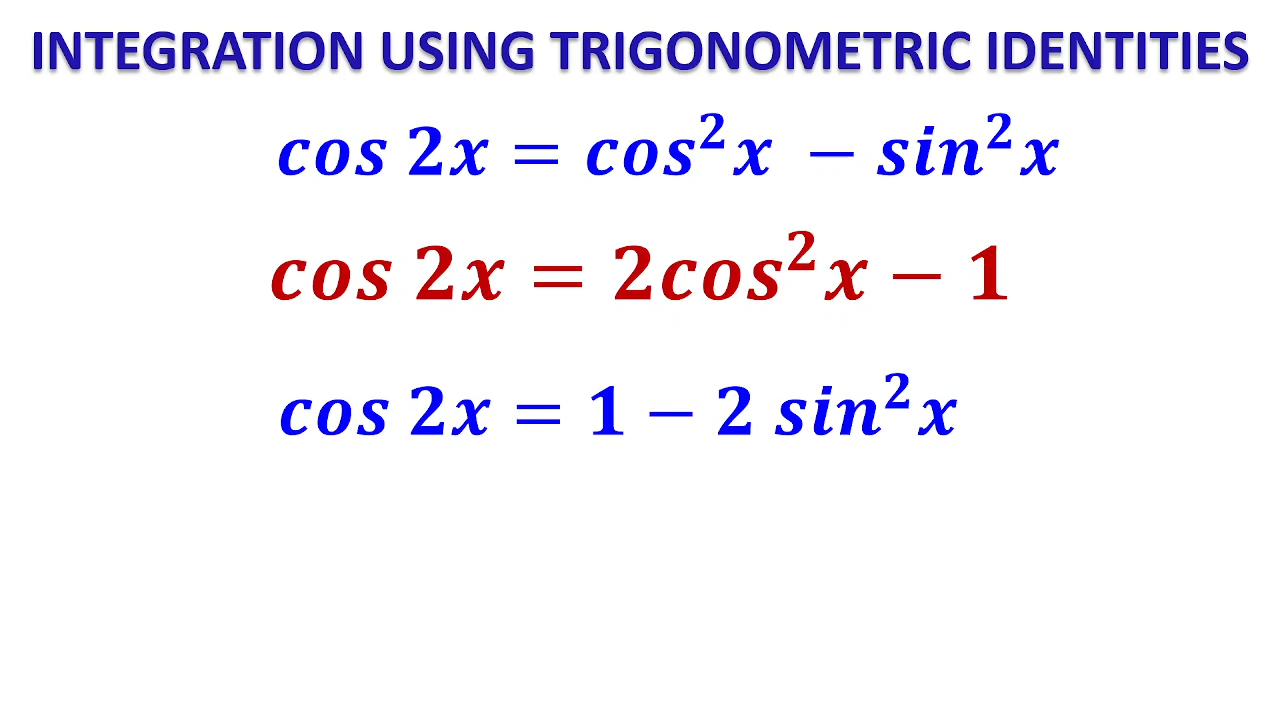 INTEGRATION USING TRIGONOMETRIC IDENTITIES
cos 2x = cos²x − sin²x
cos 2x = 2cos²x − 1
cos 2x = 1 − 2 sin²x